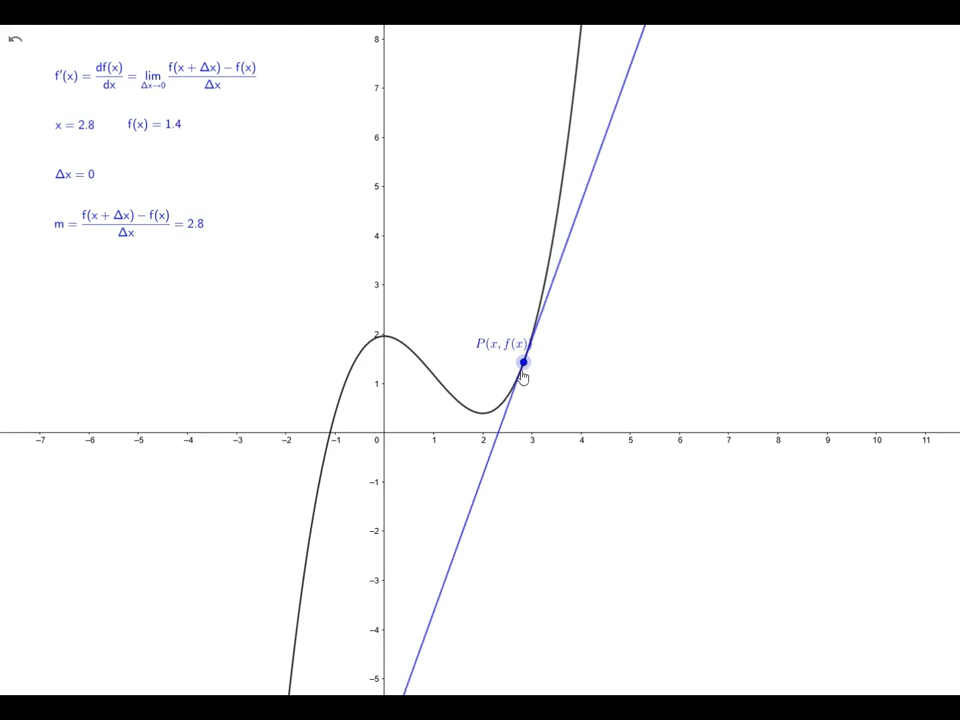 f′(x) = df(x)/dx = lim Δx→0 f(x + Δx) − f(x)/Δx
x = 2.8 f(x) = 1.4
Δx = 0
m = f(x + Δx) − f(x)/Δx = 2.8
8
7
6
5
4
3
2
1
P(x, f(x))
−7 −6 −5 −4 −3 −2 −1 0 1 2 3 4 5 6 7 8 9 10 11
−1
−2
−3
−4
−5